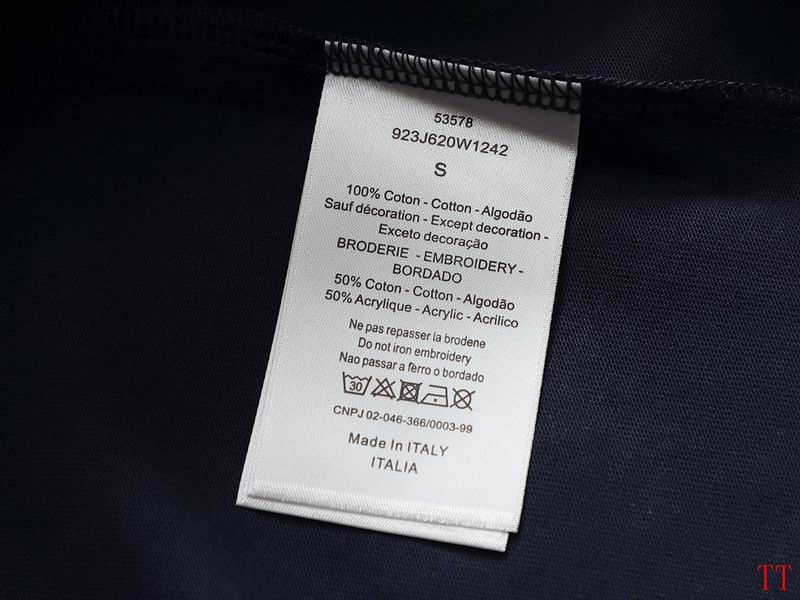 53578
923J620W1242
S
100% Coton - Cotton - Algodão
Sauf décoration - Except decoration -
Exceto decoração
BRODERIE - EMBROIDERY -
BORDADO
50% Coton - Cotton - Algodão
50% Acrylique - Acrylic - Acrilico
Ne pas repasser la brodene
Do not iron embroidery
Nao passar a ferro o bordado
30
CNPJ 02-046-366/0003-99
Made In ITALY
ITALIA
TT